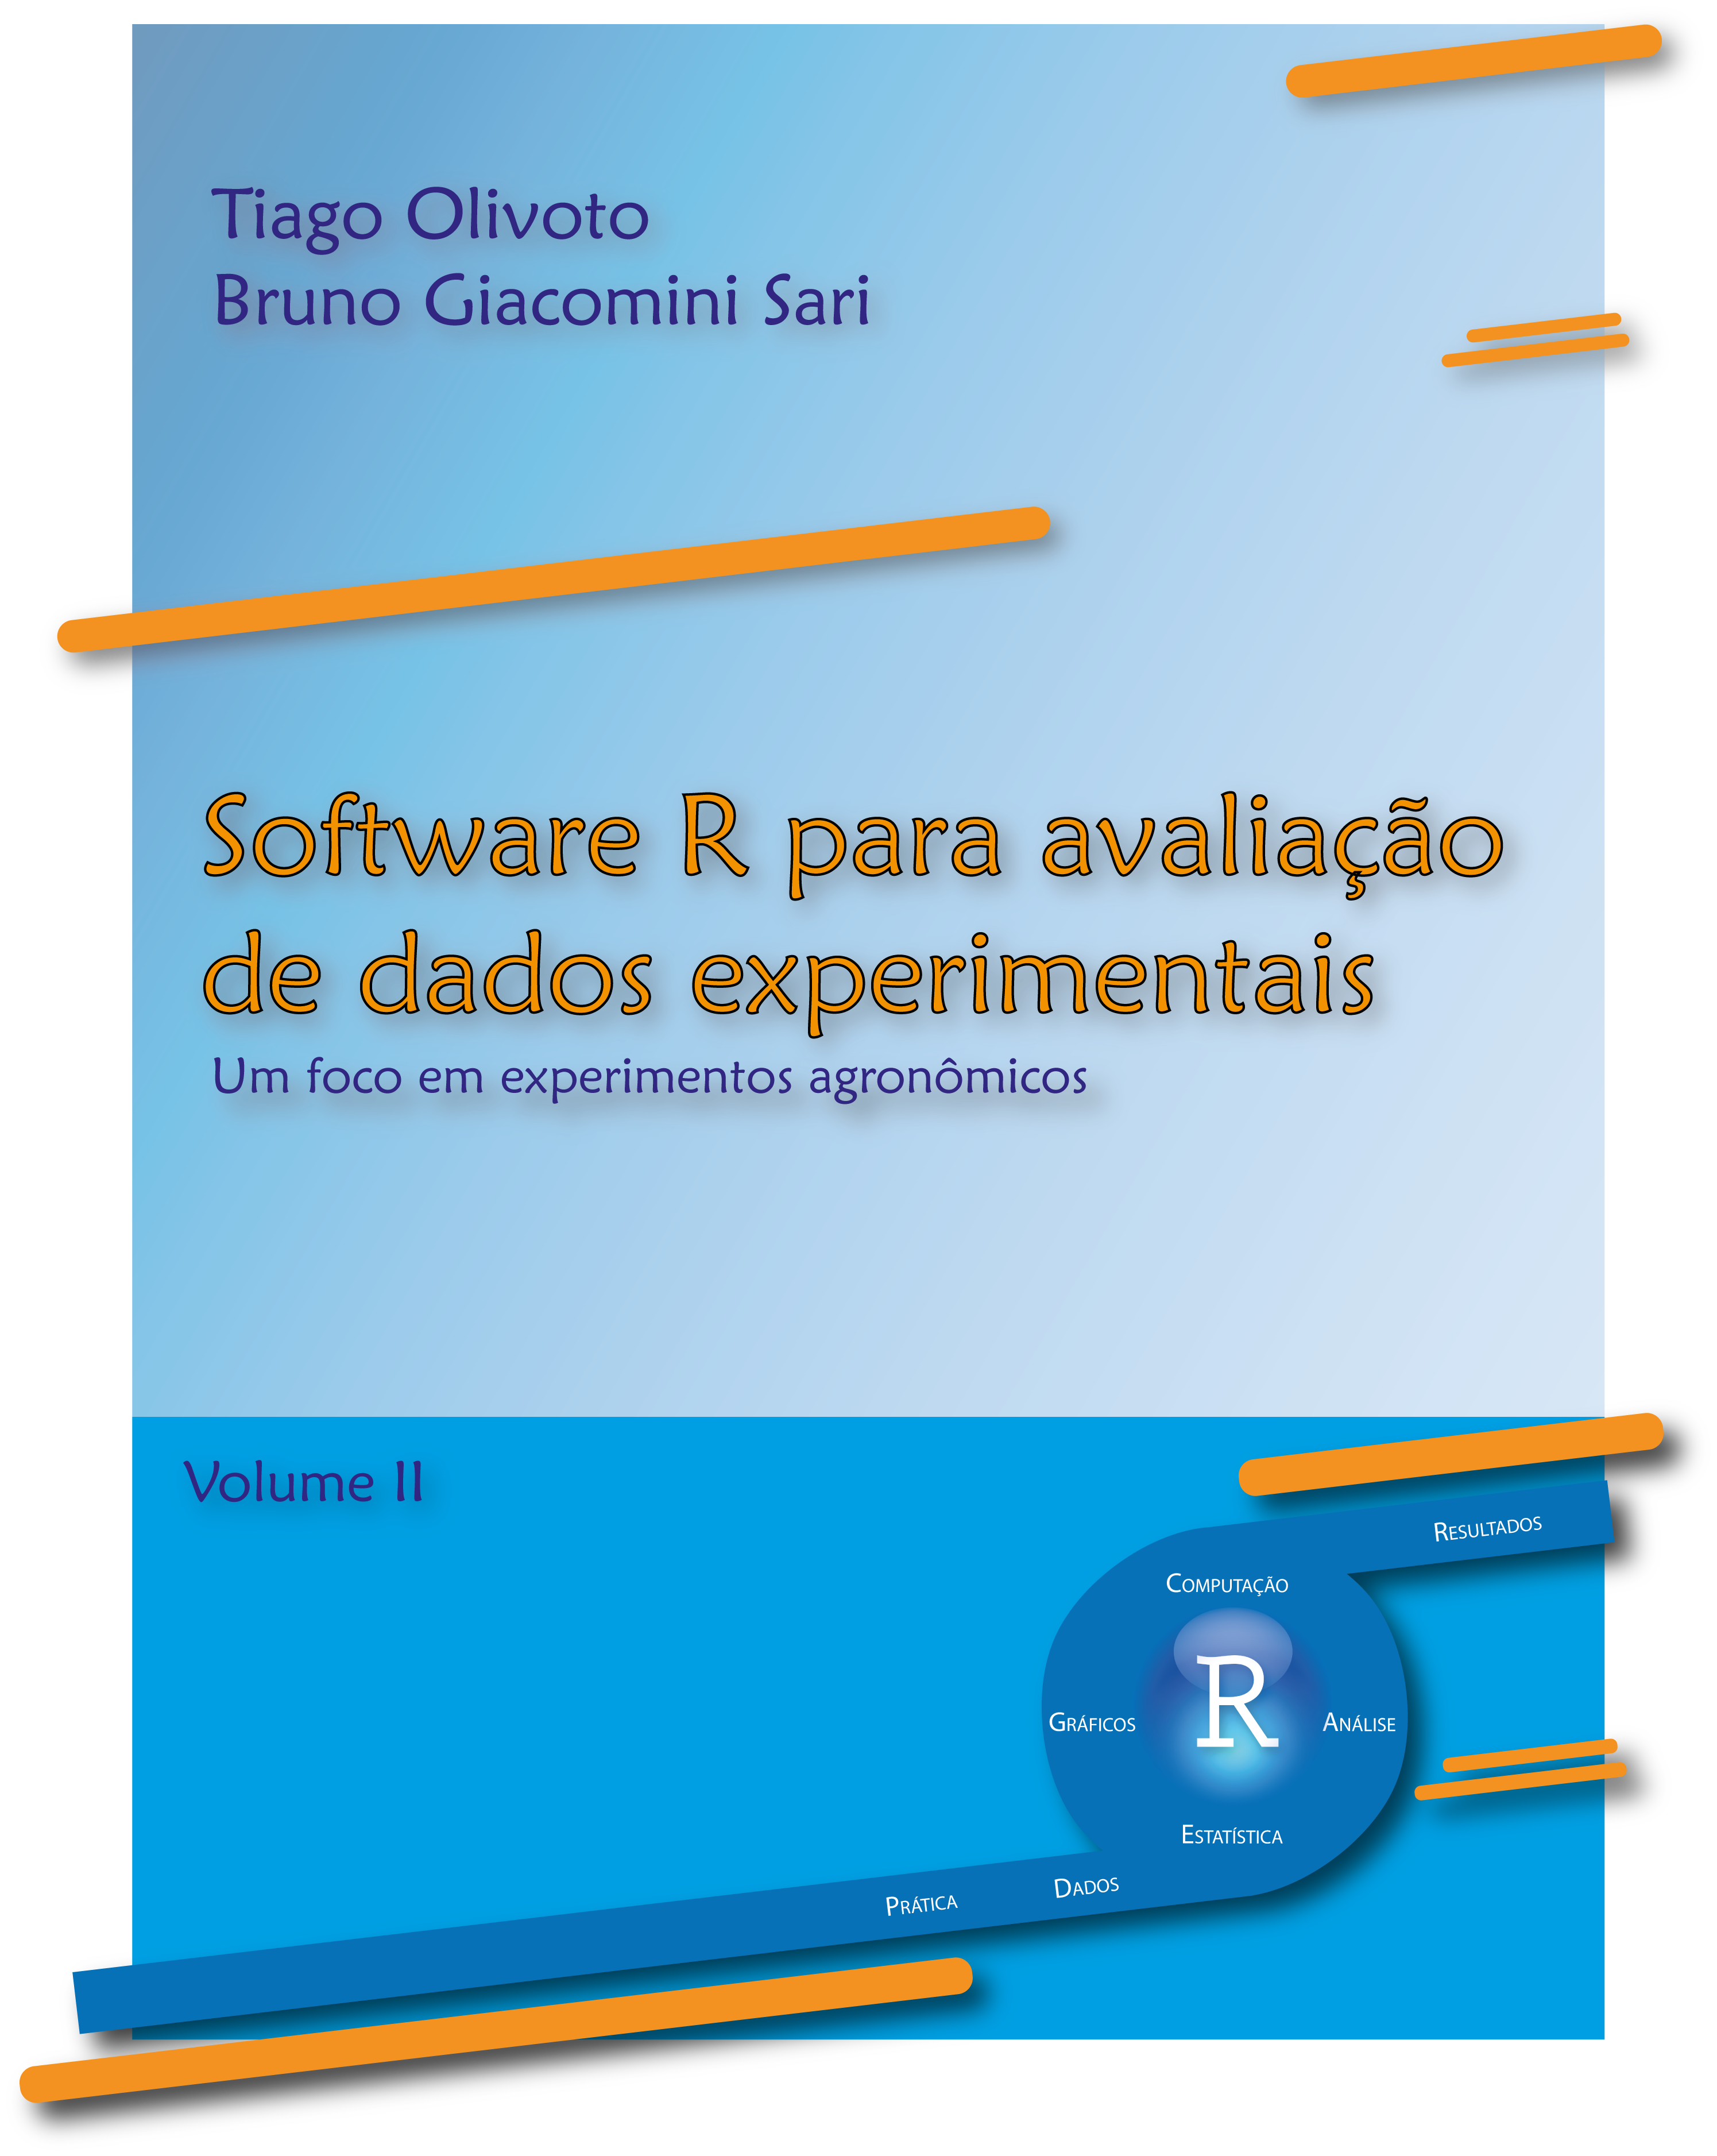 Tiago Olivoto
Bruno Giacomini Sari
Software R para avaliação
de dados experimentais
Um foco em experimentos agronômicos
Volume II
Resultados
Computação
R
Gráficos
Análise
Estatística
Dados
Prática